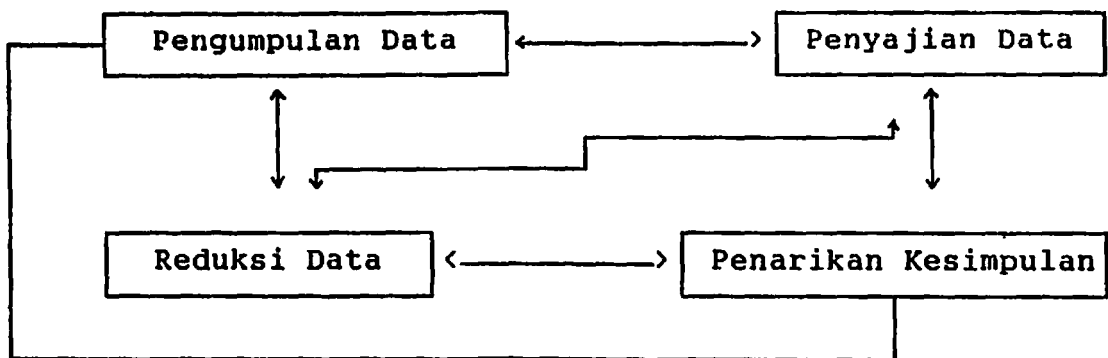 Pengumpulan Data
Penyajian Data
Reduksi Data
Penarikan Kesimpulan